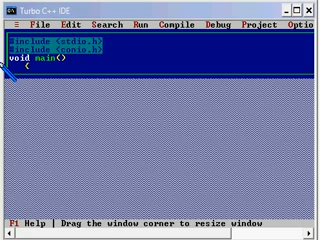 Turbo C++ IDE
≡ File Edit Search Run Compile Debug Project Optio
#include <stdio.h>
#include <conio.h>
void main()
{
F1 Help | Drag the window corner to resize window